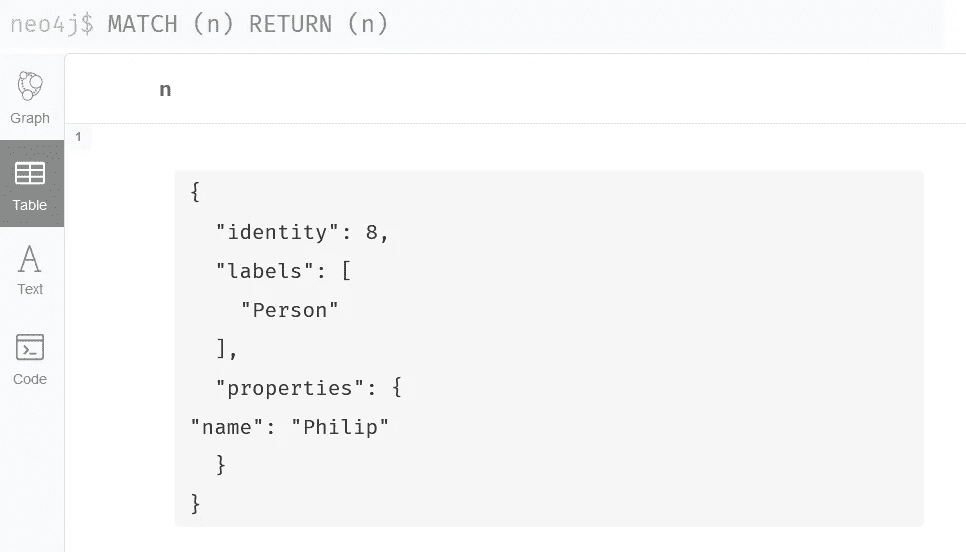 neo4j$ MATCH (n) RETURN (n)
n
Graph
1
Table
Text
Code
{
  "identity": 8,
  "labels": [
    "Person"
  ],
  "properties": {
"name": "Philip"
  }
}